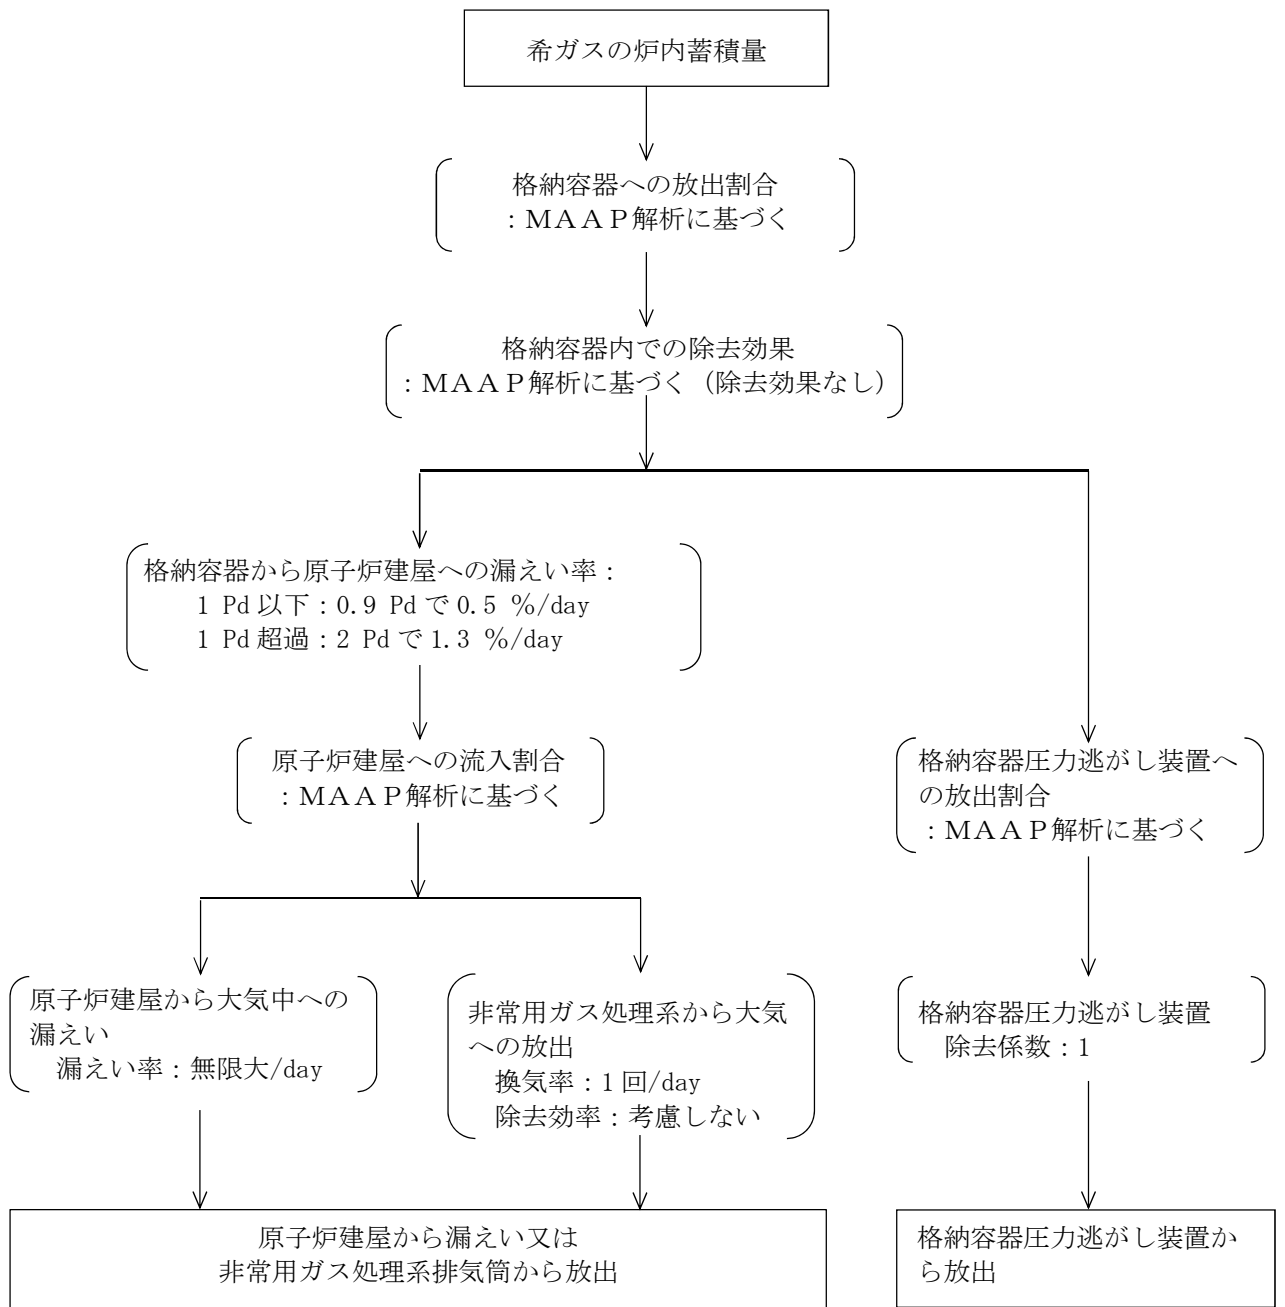 希ガスの炉内蓄積量
格納容器への放出割合
：ＭＡＡＰ解析に基づく
格納容器内での除去効果
：ＭＡＡＰ解析に基づく（除去効果なし）
格納容器から原子炉建屋への漏えい率：
1 Pd 以下：0.9 Pd で 0.5 %/day
1 Pd 超過：2 Pd で 1.3 %/day
原子炉建屋への流入割合
：ＭＡＡＰ解析に基づく
格納容器圧力逃がし装置へ
の放出割合
：ＭＡＡＰ解析に基づく
原子炉建屋から大気中への
漏えい
漏えい率：無限大/day
非常用ガス処理系から大気
への放出
換気率：1 回/day
除去効率：考慮しない
格納容器圧力逃がし装置
除去係数：1
原子炉建屋から漏えい又は
非常用ガス処理系排気筒から放出
格納容器圧力逃がし装置か
ら放出